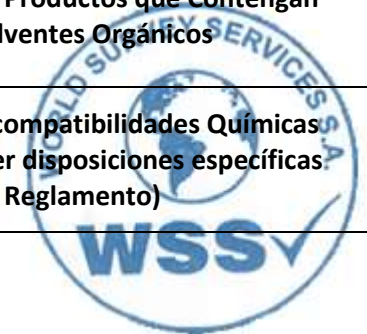 Productos que Contengan
lventes Orgánicos
compatibilidades Químicas
er disposiciones específicas
Reglamento)
WORLD SURVEY SERVICES S.A.
WSS